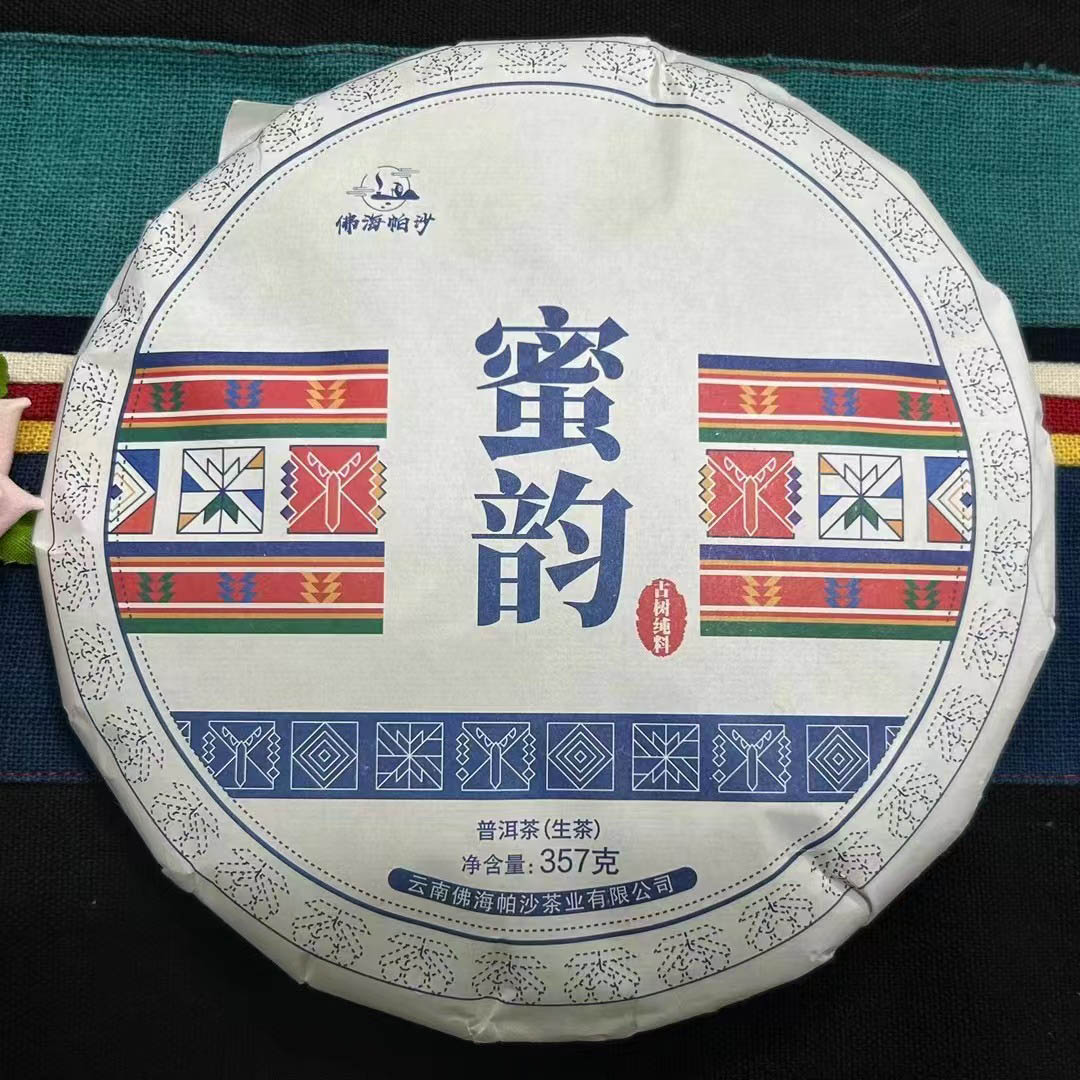 佛海帕沙
蜜韵
古树纯料
普洱茶(生茶)
净含量:357克
云南佛海帕沙茶业有限公司